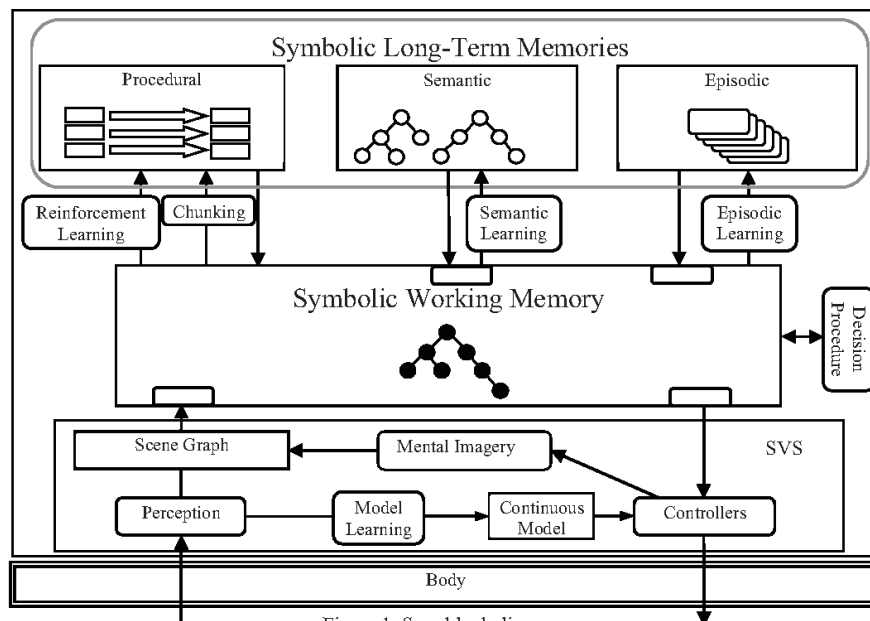 Symbolic Long-Term Memories
Procedural
Semantic
Episodic
Reinforcement
Learning
Chunking
Semantic
Learning
Episodic
Learning
Symbolic Working Memory
Decision
Procedure
Scene Graph
Mental Imagery
SVS
Perception
Model
Learning
Continuous
Model
Controllers
Body